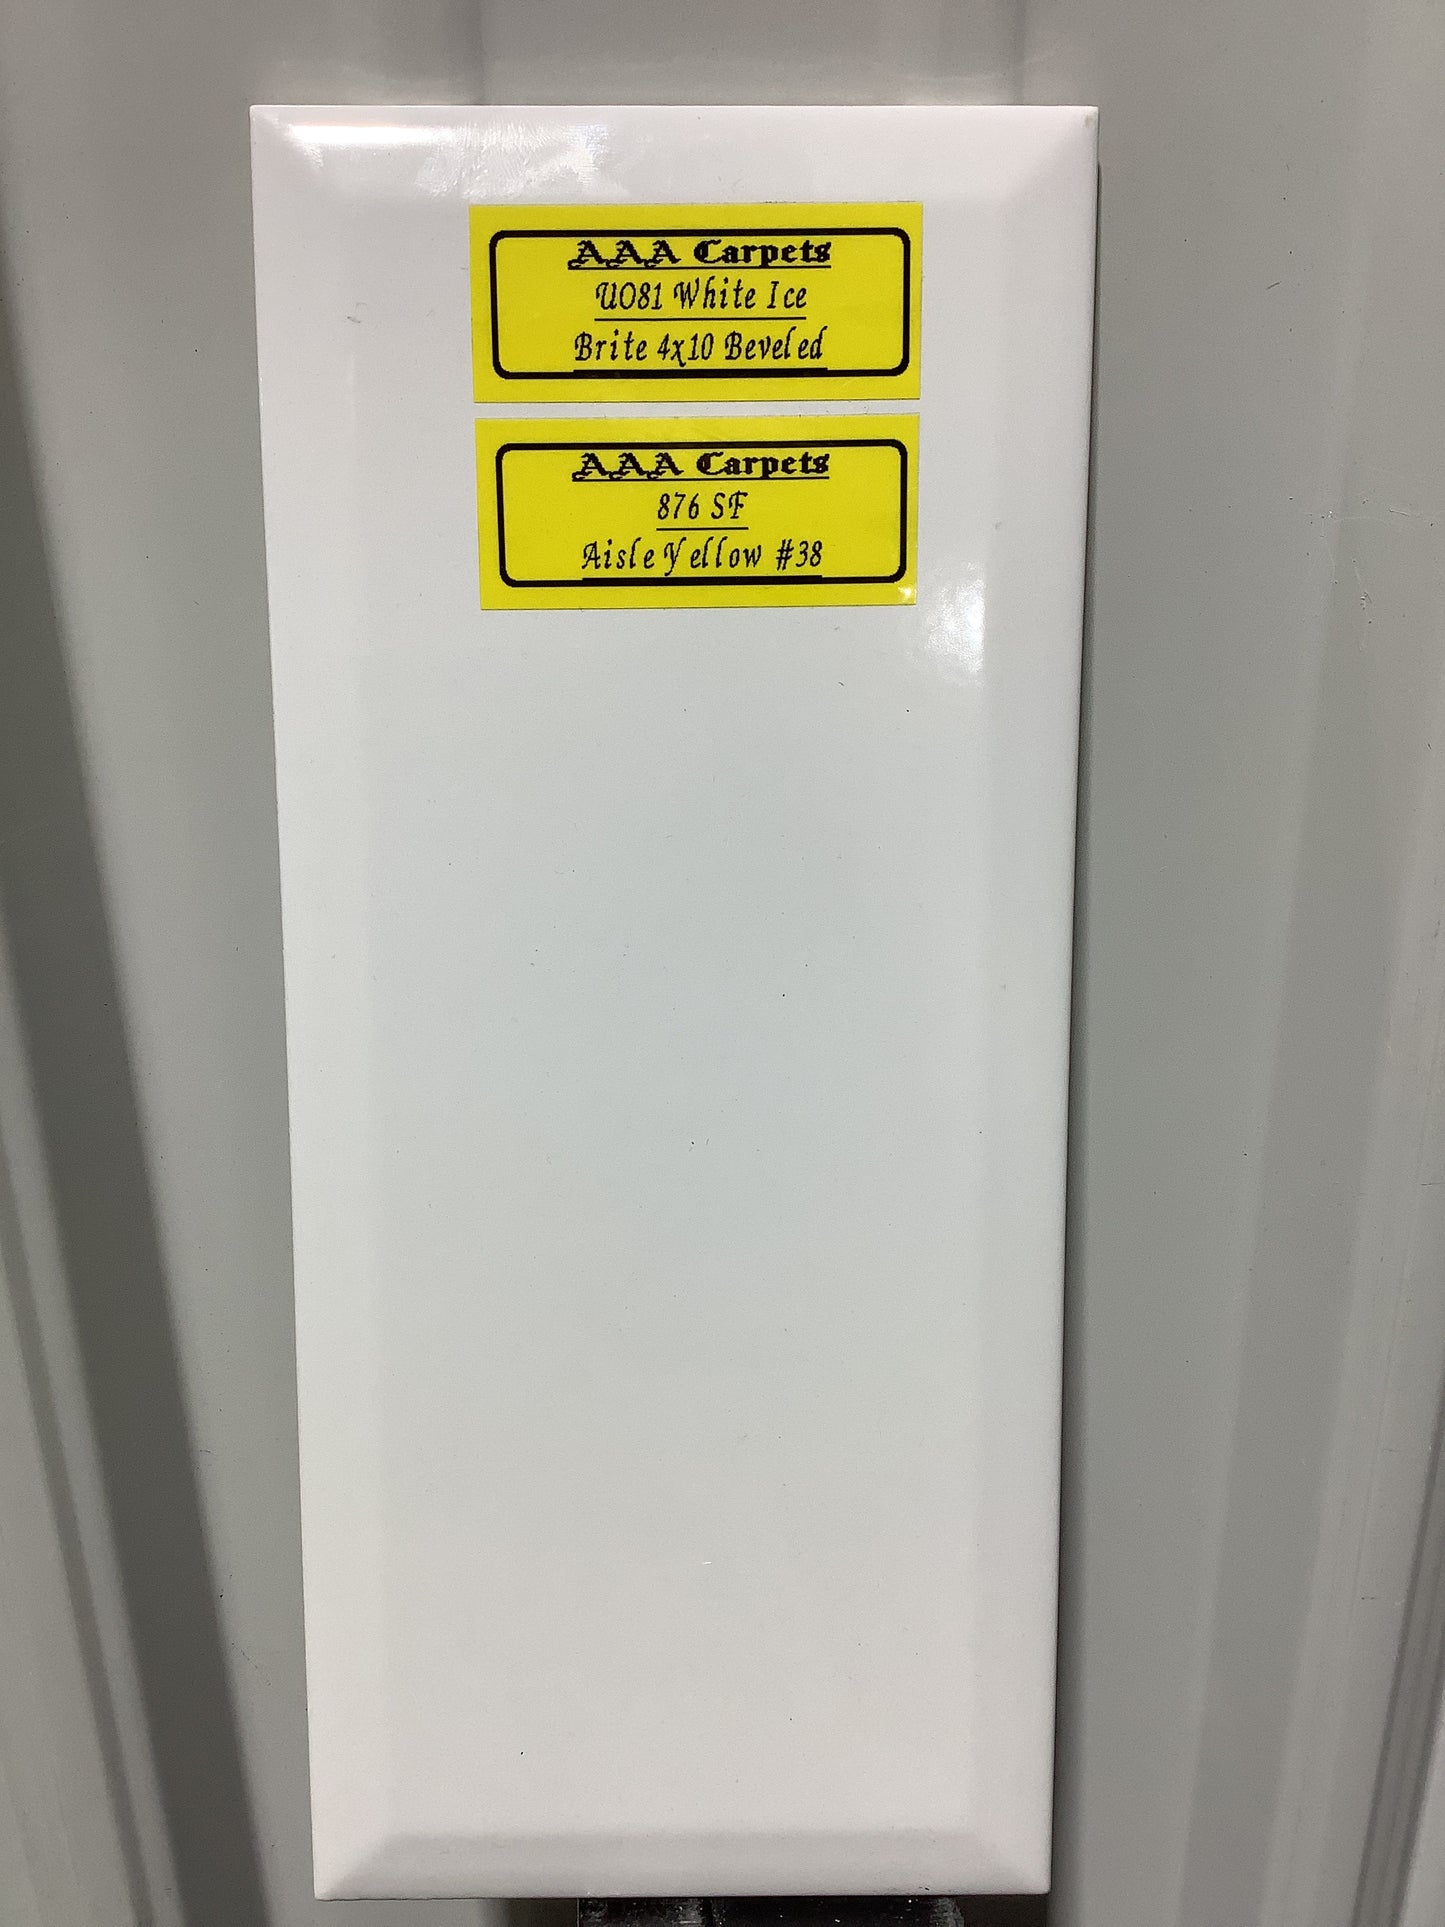 AAA Carpets
U081 White Ice
Brite 4x10 Beveled
AAA Carpets
876 SF
Aisle Yellow #38